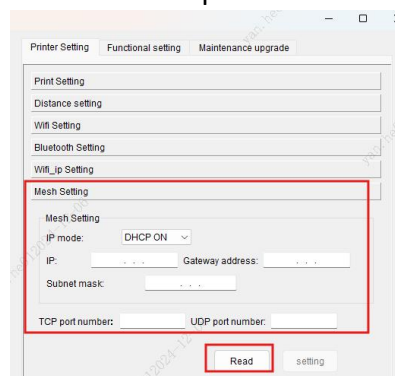 Printer Setting Functional setting Maintenance upgrade
Print Setting
Distance setting
Wifi Setting
Bluetooth Setting
Wifi_ip Setting
Mesh Setting
Mesh Setting
IP mode: DHCP ON
IP: . . . Gateway address: . . .
Subnet mask: . . .
TCP port number: UDP port number:
Read setting